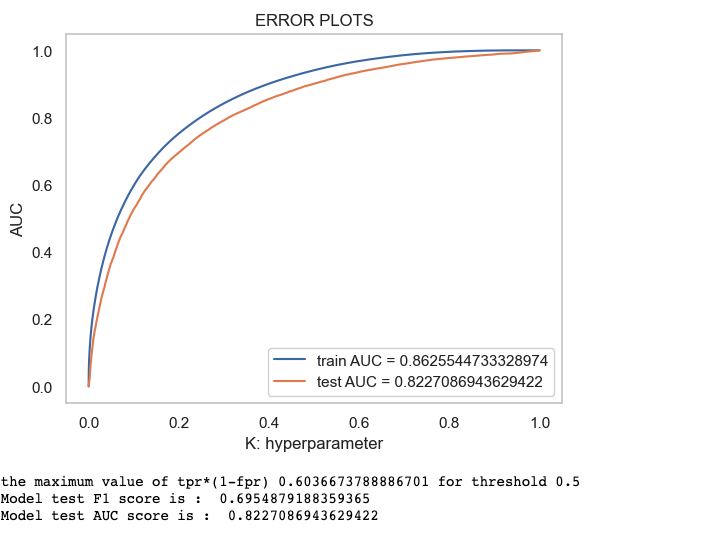 ERROR PLOTS
1.0
0.8
0.6
0.4
0.2
0.0
AUC
train AUC = 0.8625544733328974
test AUC = 0.8227086943629422
0.0 0.2 0.4 0.6 0.8 1.0
K: hyperparameter
the maximum value of tpr*(1-fpr) 0.6036673788886701 for threshold 0.5
Model test F1 score is :  0.6954879188359365
Model test AUC score is :  0.8227086943629422